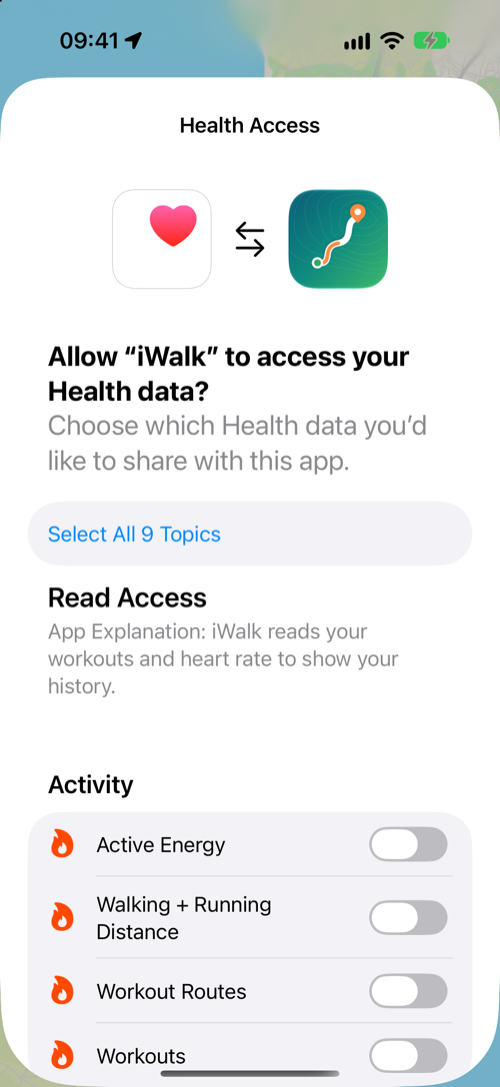 09:41
Health Access
Allow “iWalk” to access your
Health data?
Choose which Health data you’d
like to share with this app.
Select All 9 Topics
Read Access
App Explanation: iWalk reads your
workouts and heart rate to show your
history.
Activity
Active Energy
Walking + Running
Distance
Workout Routes
Workouts